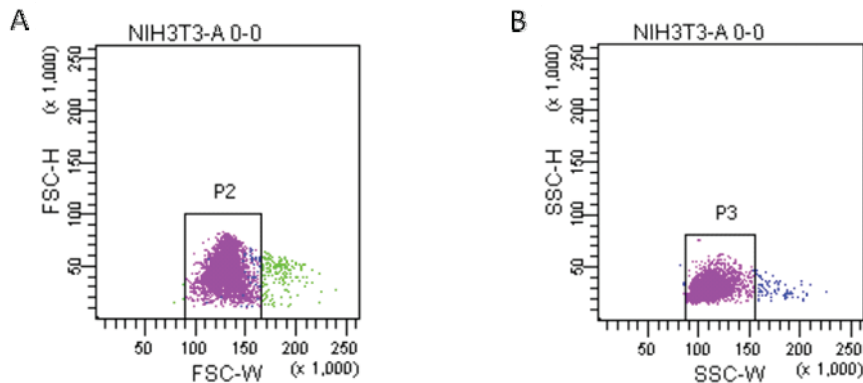 A
NIH3T3-A 0-0
(x 1,000)
FSC-H
250
200
150
100
50
P2
50 100 150 200 250
FSC-W (x 1,000)
B
NIH3T3-A 0-0
(x 1,000)
SSC-H
250
200
150
100
50
P3
50 100 150 200 250
SSC-W (x 1,000)